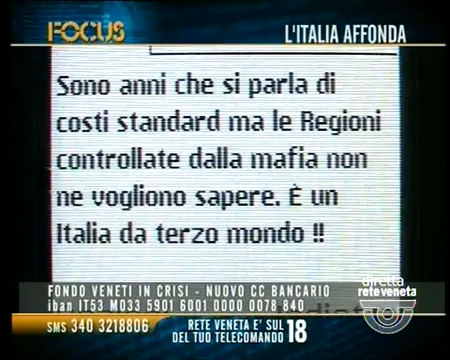 FOCUS
L'ITALIA AFFONDA
Sono anni che si parla di
costi standard ma le Regioni
controllate dalla mafia non
ne vogliono sapere. È un
Italia da terzo mondo !!
diretta
reteveneta
FONDO VENETI IN CRISI - NUOVO CC BANCARIO
iban IT53 M033 5901 6001 0000 0078 840
SMS 340 3218806
RETE VENETA E' SUL
DEL TUO TELECOMANDO 18